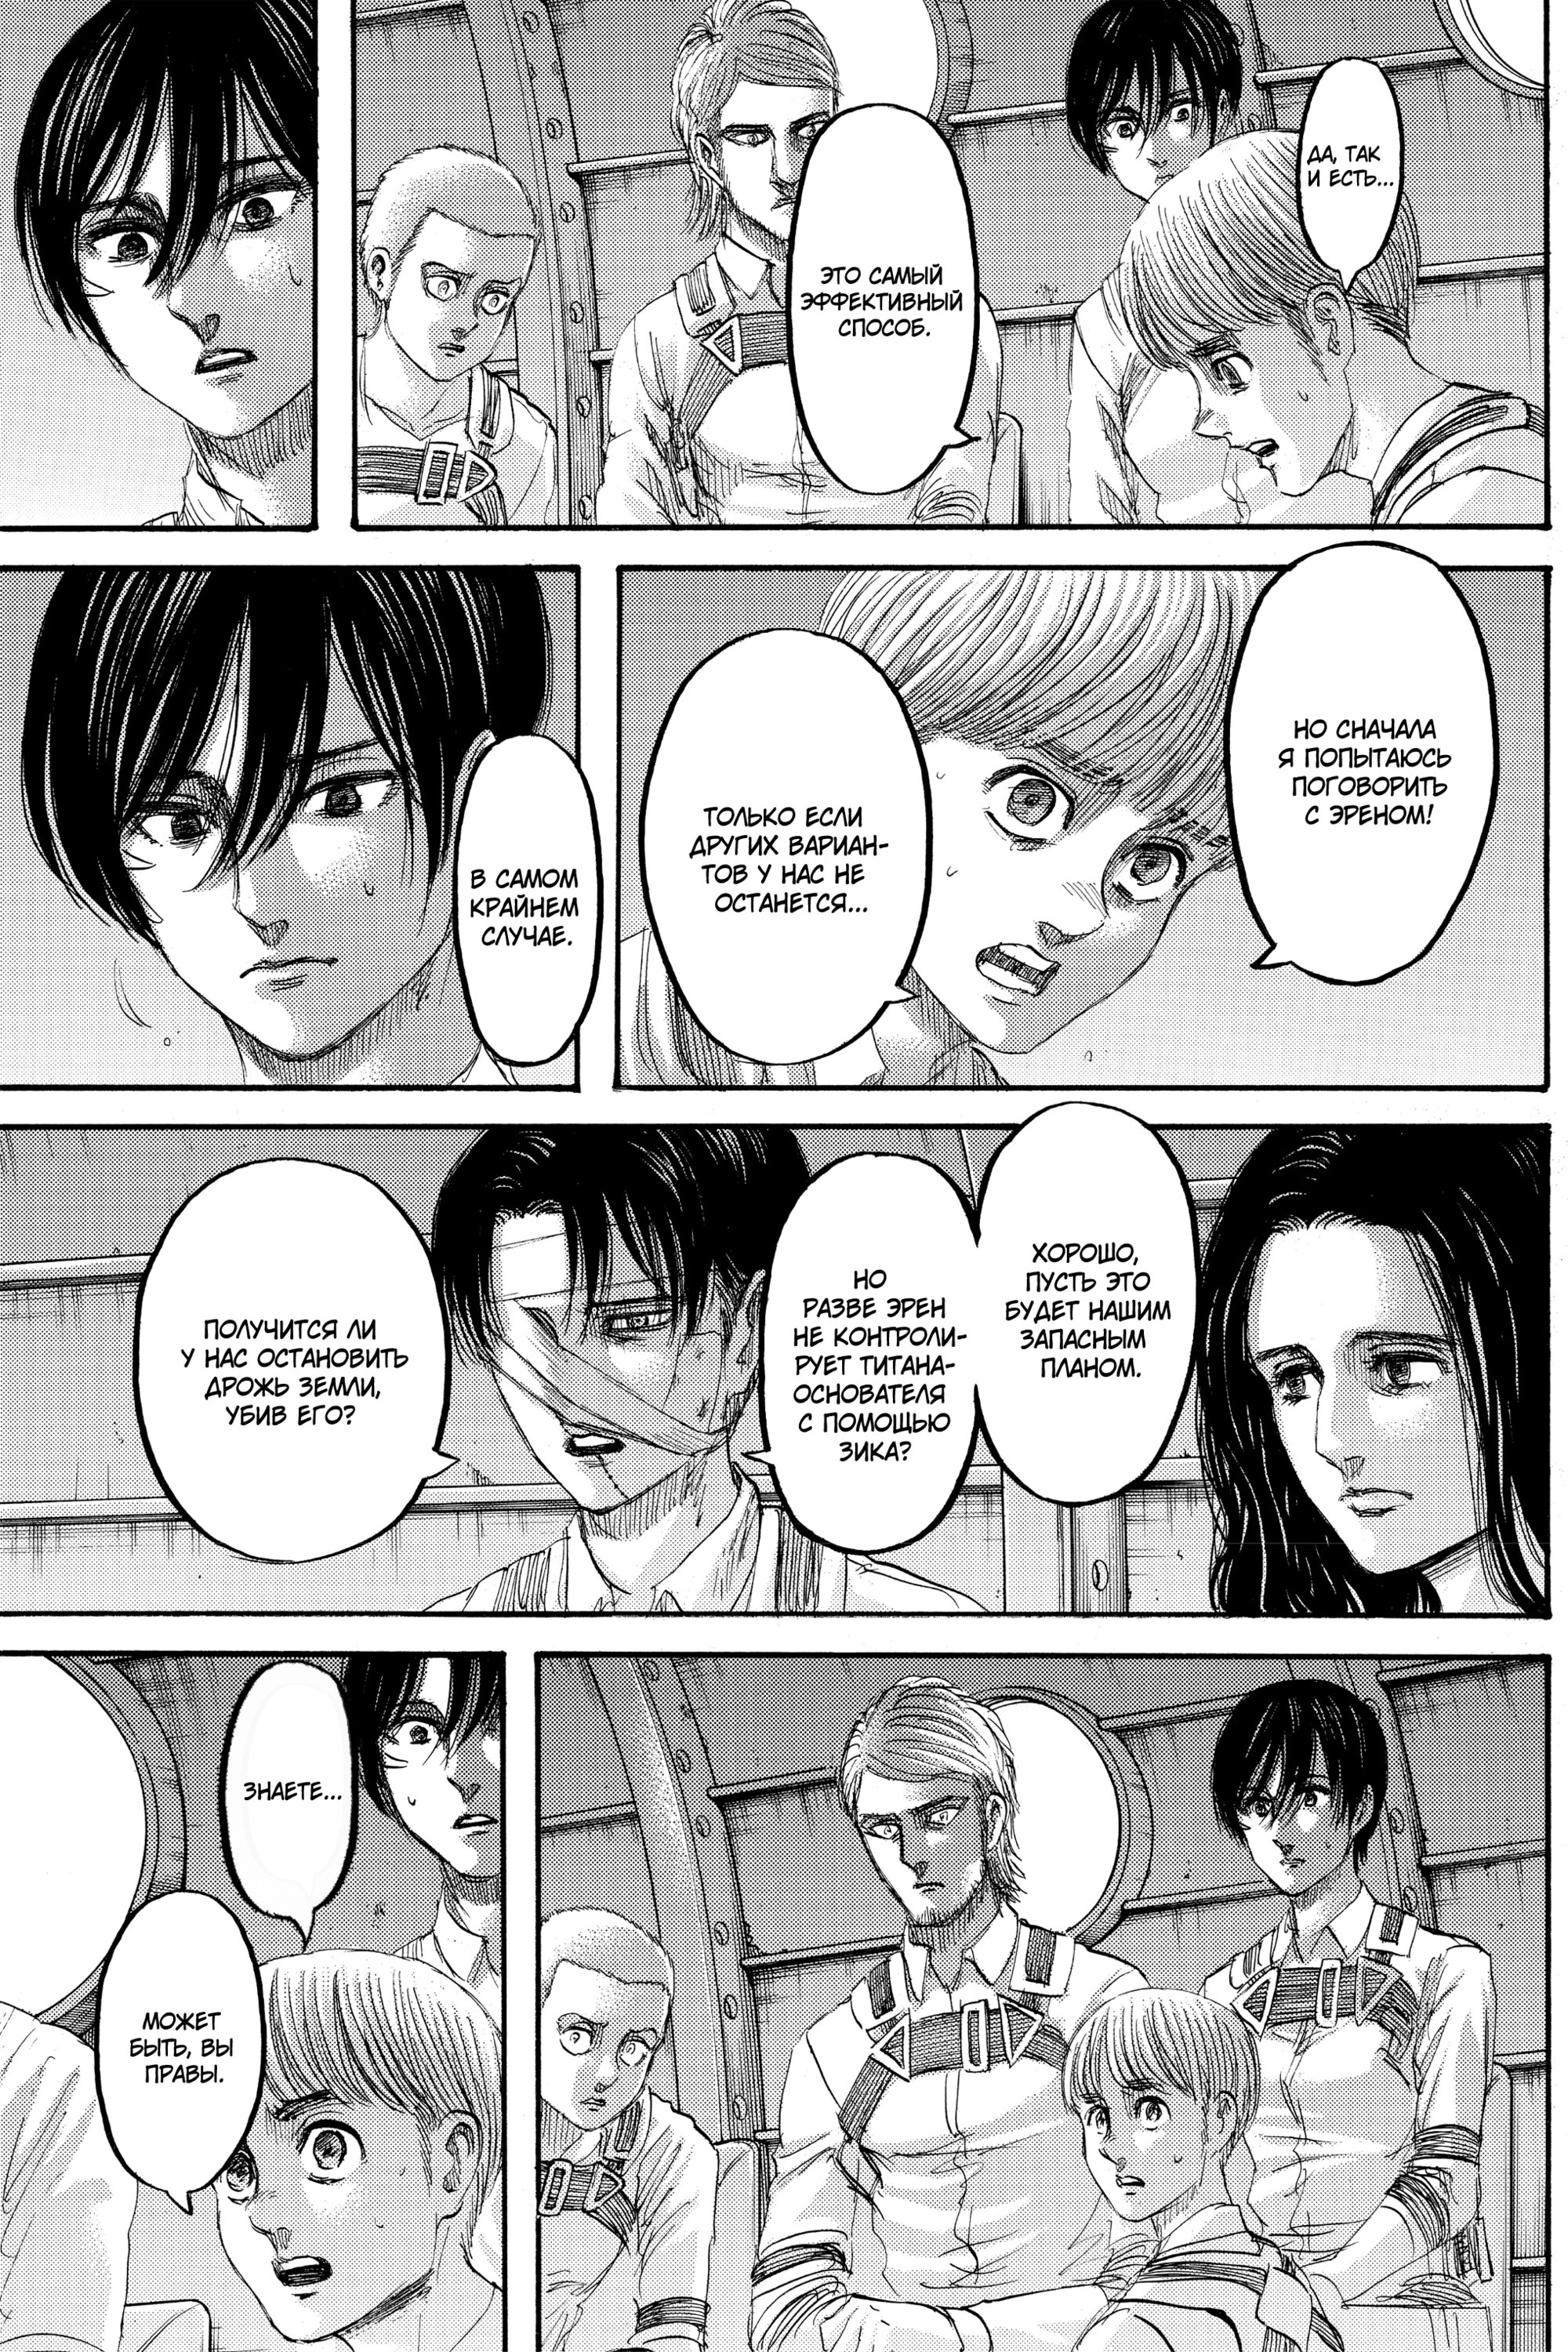 ДА, ТАК
И ЕСТЬ...
ЭТО САМЫЙ
ЭФФЕКТИВНЫЙ
СПОСОБ.
НО СНАЧАЛА
Я ПОПЫТАЮСЬ
ПОГОВОРИТЬ
С ЭРЕНОМ!
ТОЛЬКО ЕСЛИ
ДРУГИХ ВАРИАН-
ТОВ У НАС НЕ
ОСТАНЕТСЯ...
В САМОМ
КРАЙНЕМ
СЛУЧАЕ.
ХОРОШО,
ПУСТЬ ЭТО
БУДЕТ НАШИМ
ЗАПАСНЫМ
ПЛАНОМ.
НО
РАЗВЕ ЭРЕН
НЕ КОНТРОЛИ-
РУЕТ ТИТАНА-
ОСНОВАТЕЛЯ
С ПОМОЩЬЮ
ЗИКА?
ПОЛУЧИТСЯ ЛИ
У НАС ОСТАНОВИТЬ
ДРОЖЬ ЗЕМЛИ,
УБИВ ЕГО?
ЗНАЕТЕ...
МОЖЕТ
БЫТЬ, ВЫ
ПРАВЫ.